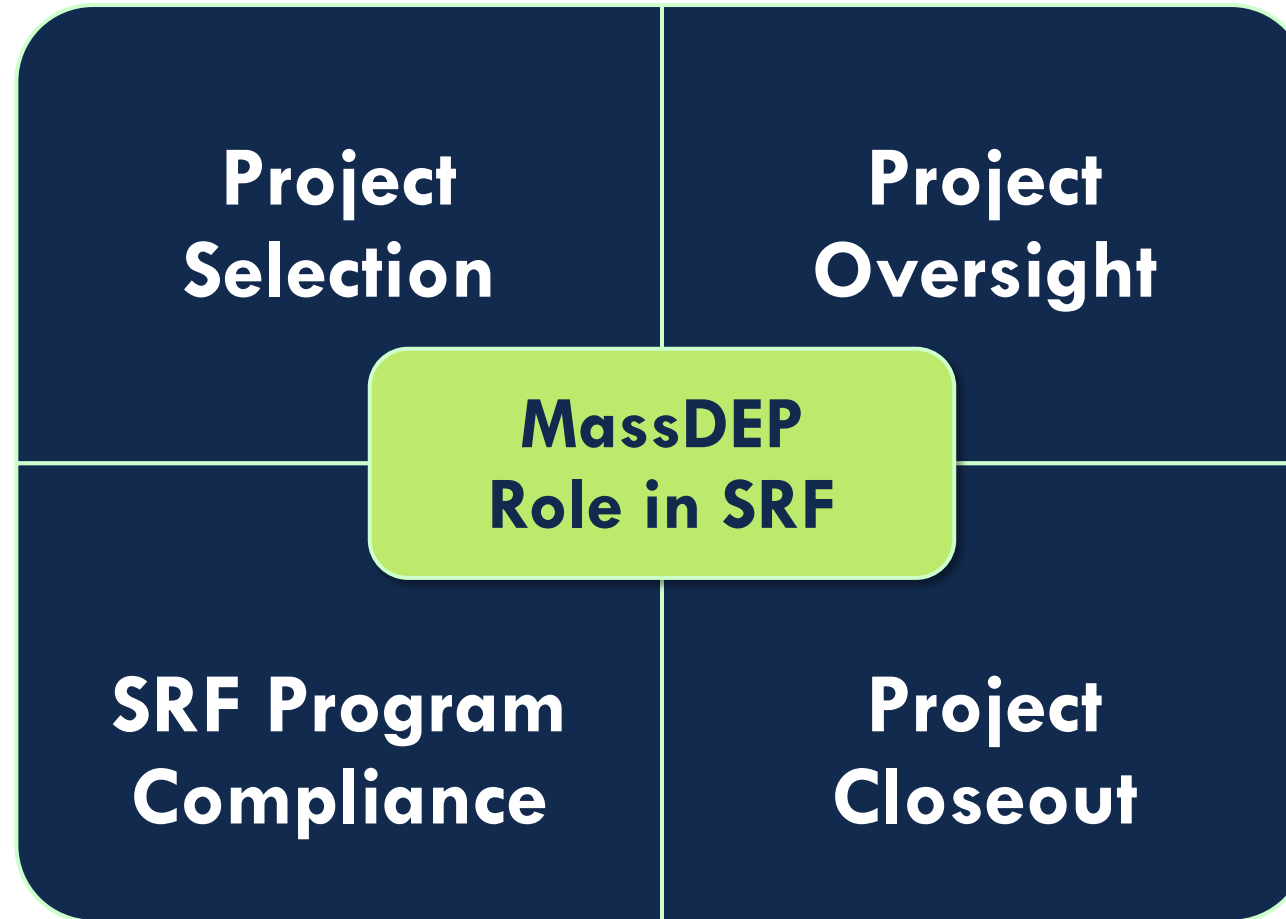 Project
Selection
Project
Oversight
MassDEP
Role in SRF
SRF Program
Compliance
Project
Closeout